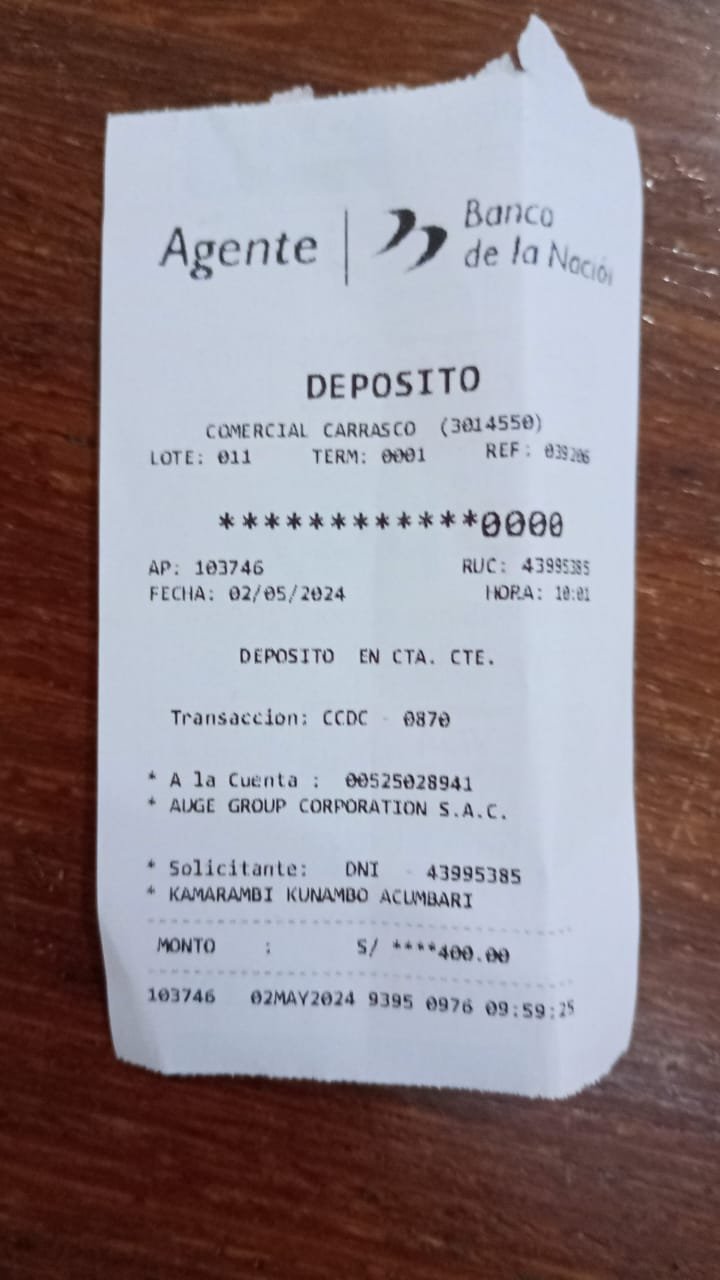 Agente | Banco
de la Nación
DEPOSITO
COMERCIAL CARRASCO (3014550)
LOTE: 011 TERM: 0001 REF: 039206
************0000
AP: 103746 RUC: 43995385
FECHA: 02/05/2024 HORA: 10:01
DEPOSITO EN CTA. CTE.
Transaccion: CCDC - 0870
* A la Cuenta : 00525028941
* AUGE GROUP CORPORATION S.A.C.
* Solicitante: DNI - 43995385
* KAMARAMBI KUNAMBO ACUMBARI
MONTO : S/ ****400.00
103746 02MAY2024 9395 0976 09:59:25